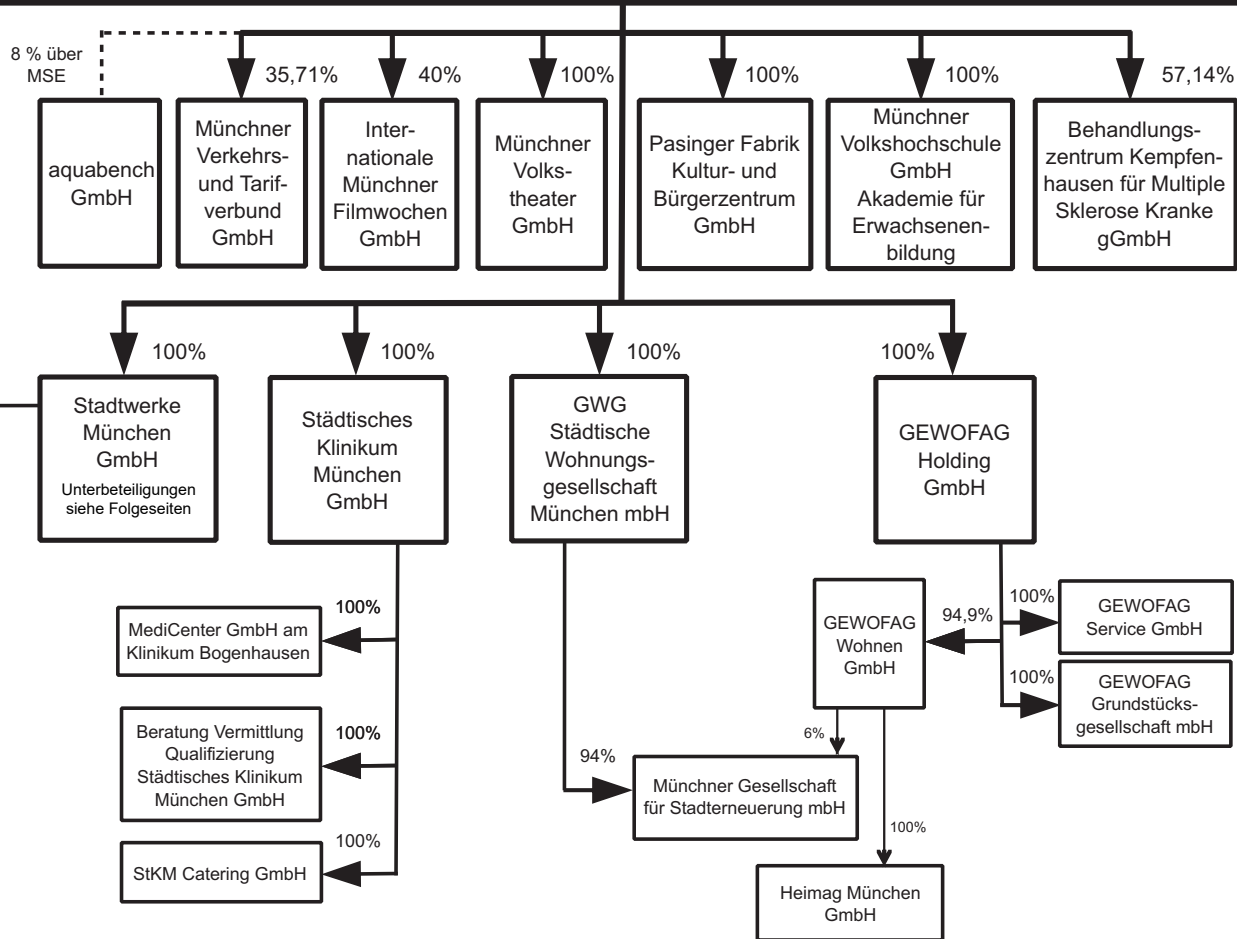 8 % über
MSE
35,71%
40%
100%
100%
100%
57,14%
aquabench
GmbH
Münchner
Verkehrs-
und Tarif-
verbund
GmbH
Inter-
nationale
Münchner
Filmwochen
GmbH
Münchner
Volks-
theater
GmbH
Pasinger Fabrik
Kultur- und
Bürgerzentrum
GmbH
Münchner
Volkshochschule
GmbH
Akademie für
Erwachsenen-
bildung
Behandlungs-
zentrum Kempfen-
hausen für Multiple
Sklerose Kranke
gGmbH
100%
100%
100%
100%
Stadtwerke
München
GmbH
Unterbeteiligungen
siehe Folgeseiten
Städtisches
Klinikum
München
GmbH
GWG
Städtische
Wohnungs-
gesellschaft
München mbH
GEWOFAG
Holding
GmbH
100%
MediCenter GmbH am
Klinikum Bogenhausen
100%
Beratung Vermittlung
Qualifizierung
Städtisches Klinikum
München GmbH
100%
StKM Catering GmbH
94%
Münchner Gesellschaft
für Stadterneuerung mbH
94,9%
GEWOFAG
Wohnen
GmbH
6%
100%
Heimag München
GmbH
100%
GEWOFAG
Service GmbH
100%
GEWOFAG
Grundstücks-
gesellschaft mbH